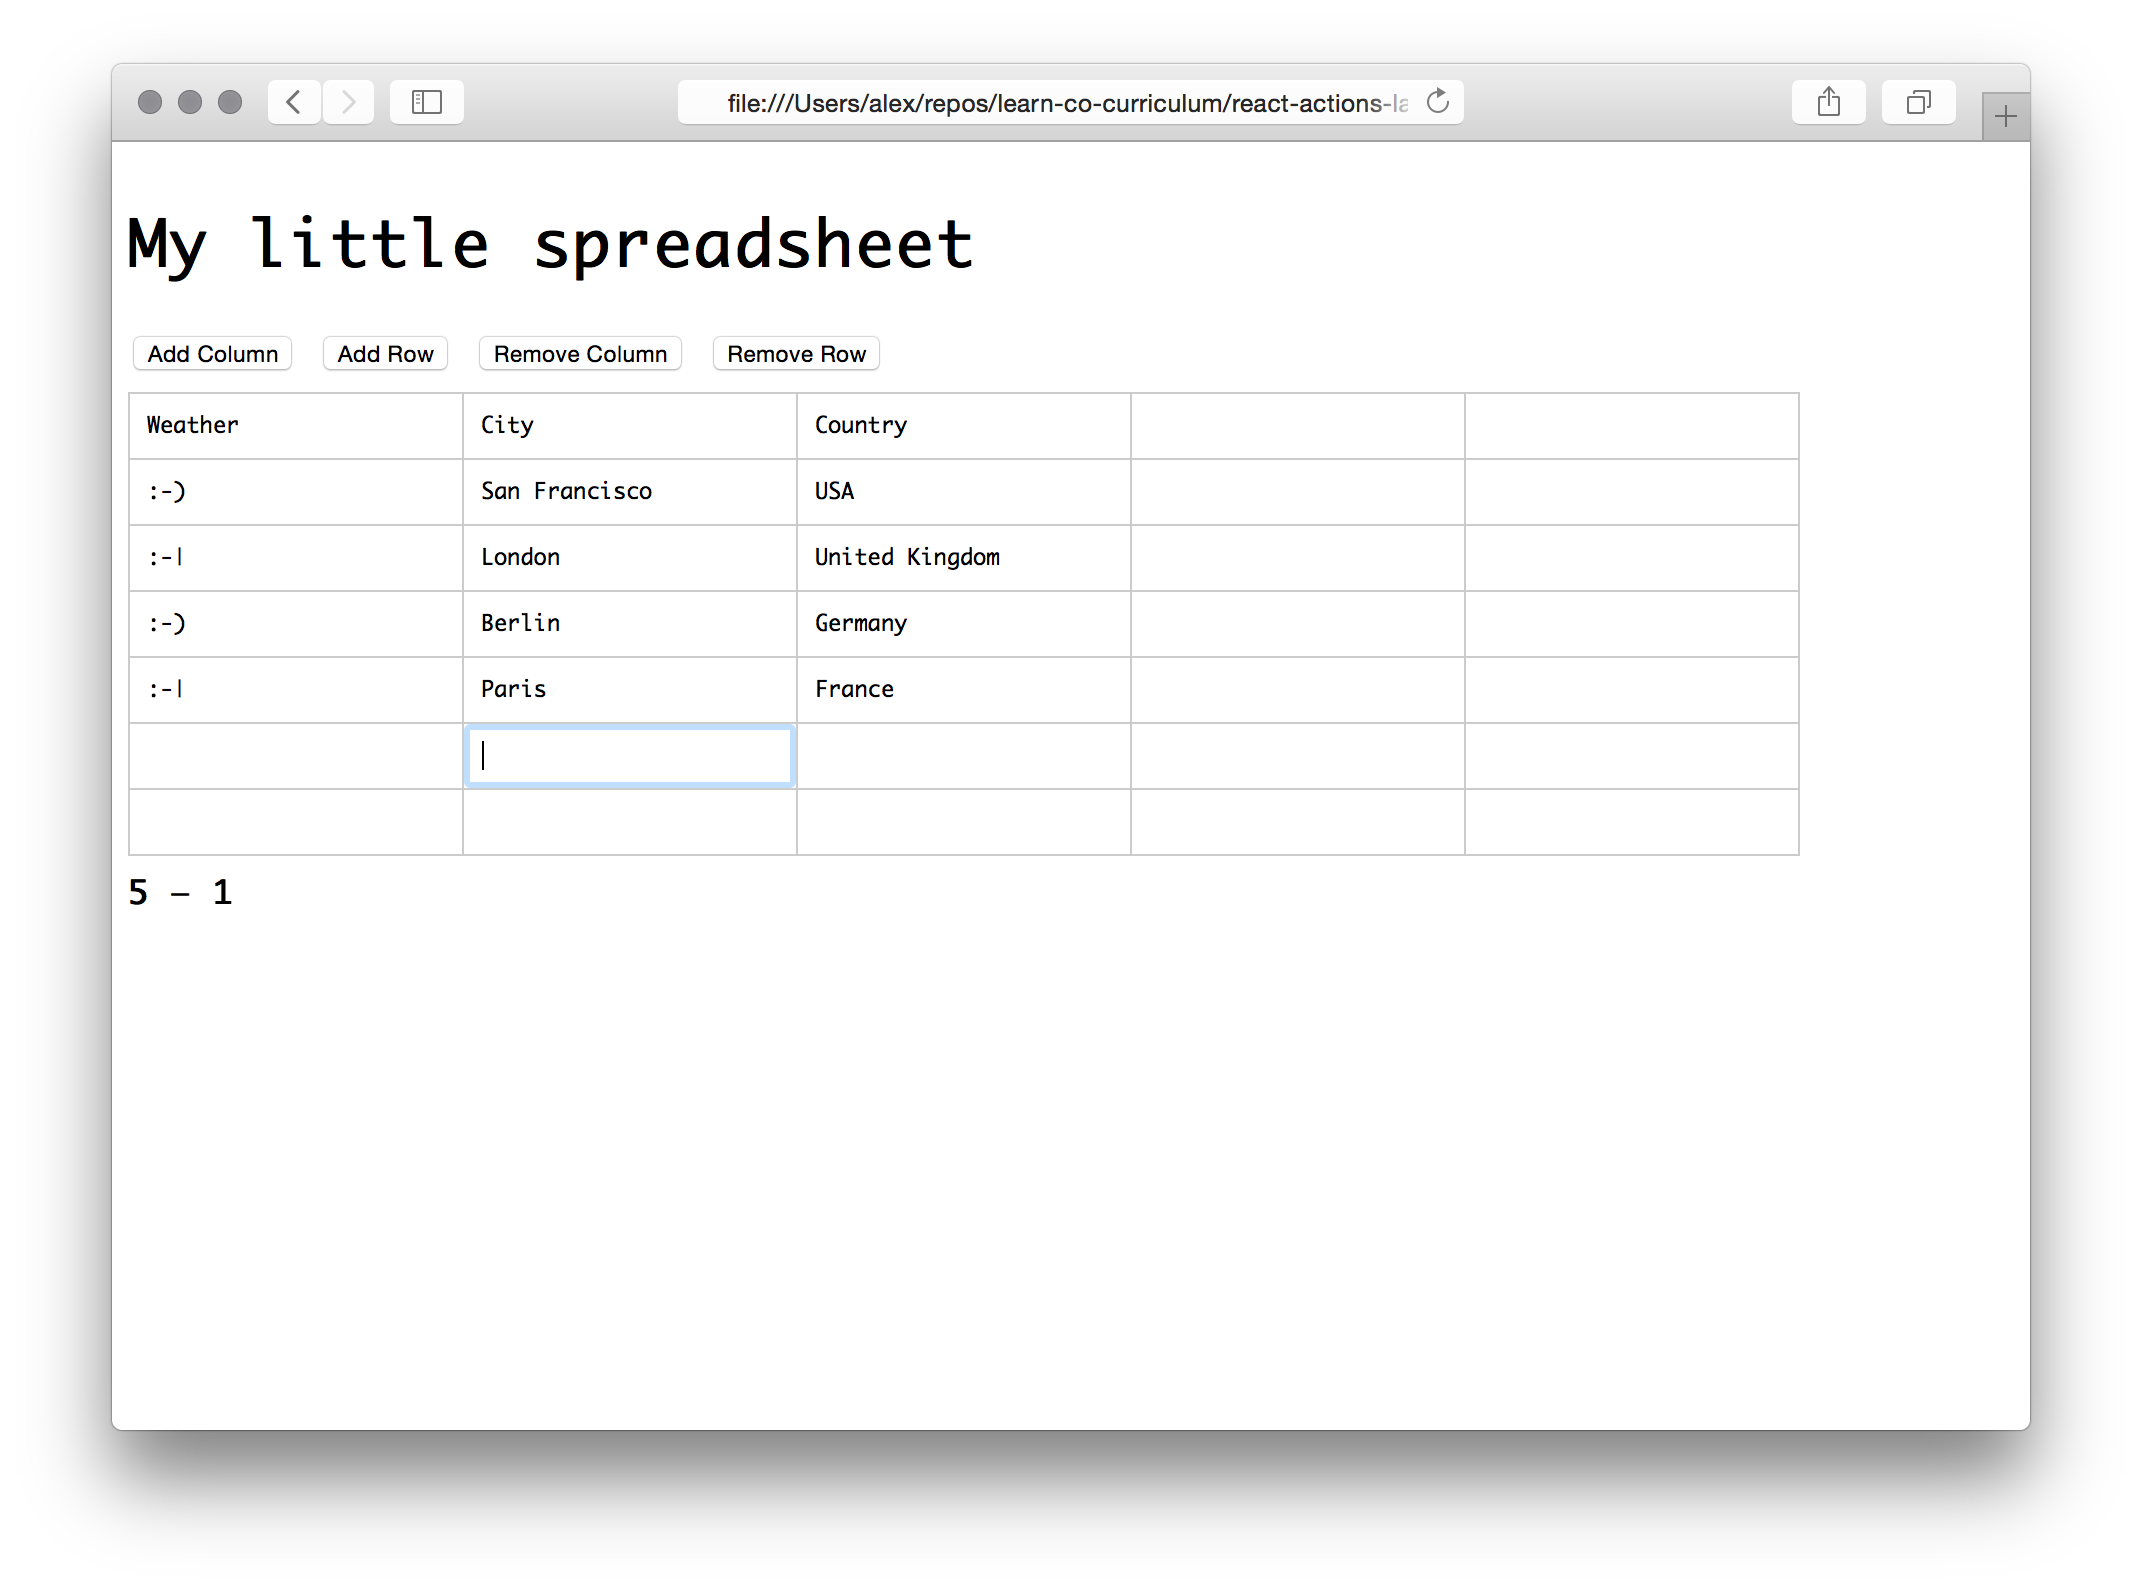 file:///Users/alex/repos/learn-co-curriculum/react-actions-la
My little spreadsheet
Add Column Add Row Remove Column Remove Row
Weather City Country
:-) San Francisco USA
:-| London United Kingdom
:-) Berlin Germany
:-| Paris France
5 – 1